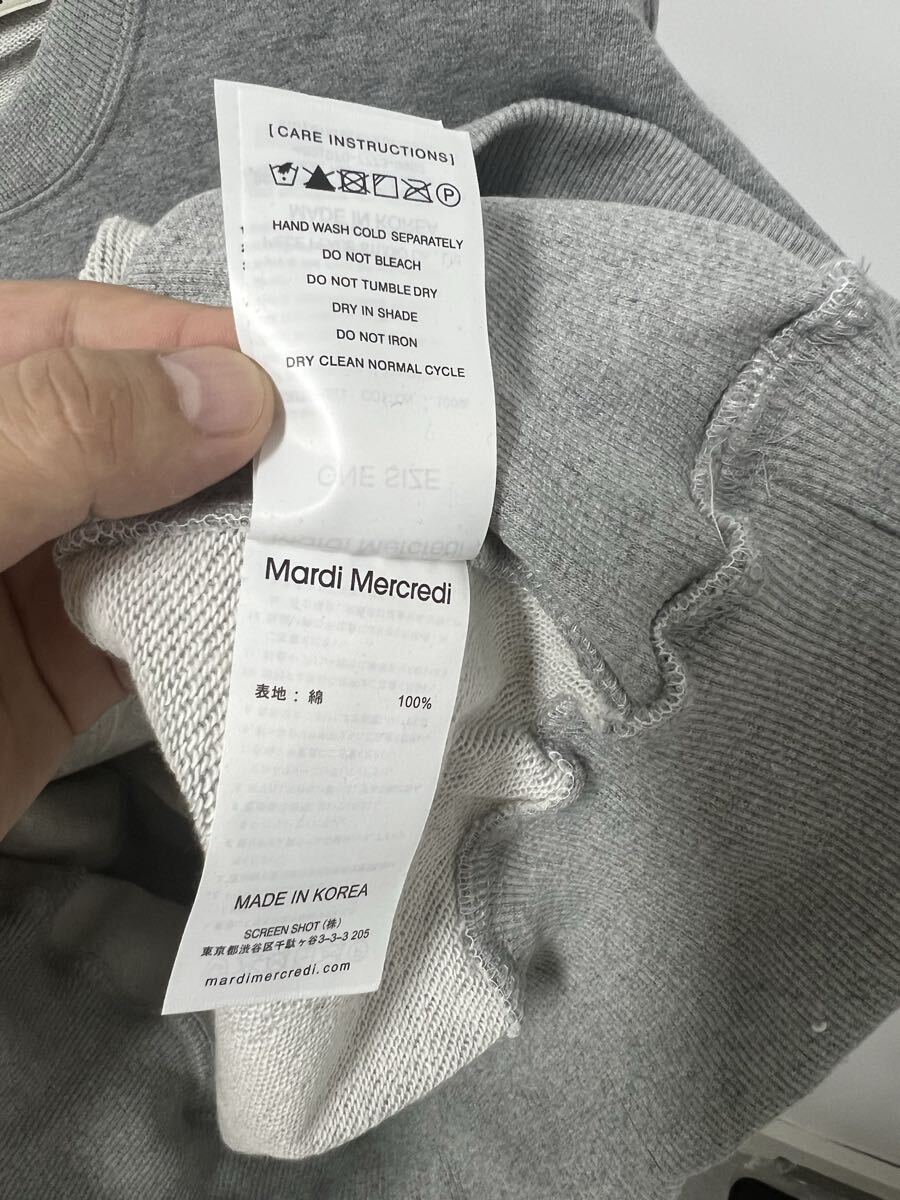 [CARE INSTRUCTIONS]
HAND WASH COLD SEPARATELY
DO NOT BLEACH
DO NOT TUMBLE DRY
DRY IN SHADE
DO NOT IRON
DRY CLEAN NORMAL CYCLE
ONE SIZE
Mardi Mercredi
表地: 綿 100%
MADE IN KOREA
SCREEN SHOT (株)
東京都渋谷区千駄ヶ谷3-3-3 205
mardimercredi.com